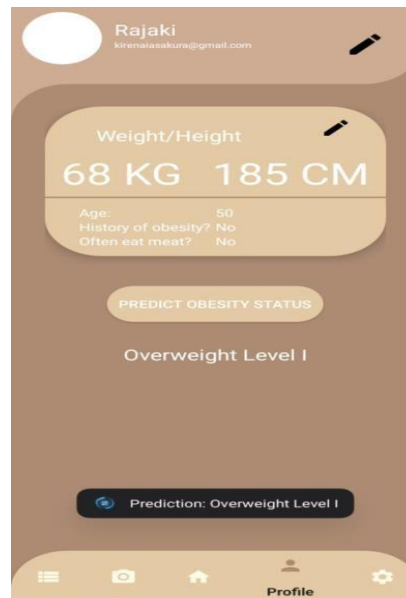 Rajaki
kirenaiasakura@gmail.com
Weight/Height
68 KG 185 CM
Age: 50
History of obesity? No
Often eat meat? No
PREDICT OBESITY STATUS
Overweight Level I
Prediction: Overweight Level I
Profile